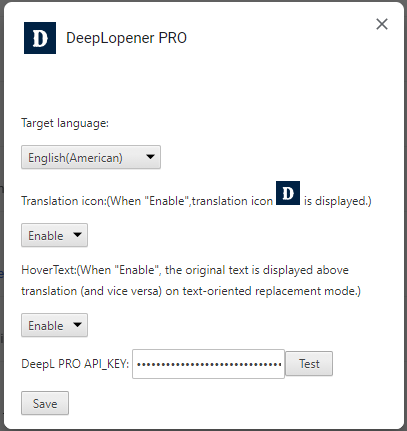 D DeepLopener PRO
Target language:
English(American)
Translation icon:(When "Enable",translation icon D is displayed.)
Enable
HoverText:(When "Enable", the original text is displayed above
translation (and vice versa) on text-oriented replacement mode.)
Enable
DeepL PRO API_KEY: •••••••••••••••••••••••••••••• Test
Save